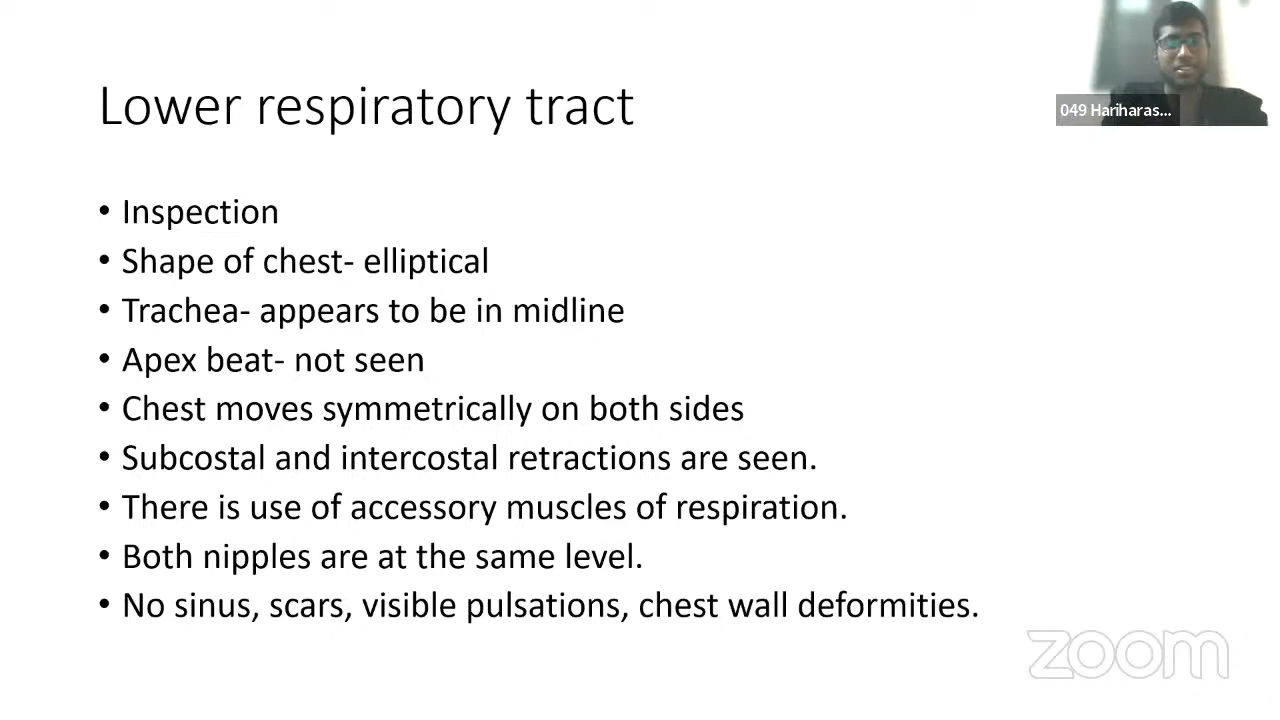 Lower respiratory tract
049 Hariharas...
• Inspection
• Shape of chest- elliptical
• Trachea- appears to be in midline
• Apex beat- not seen
• Chest moves symmetrically on both sides
• Subcostal and intercostal retractions are seen.
• There is use of accessory muscles of respiration.
• Both nipples are at the same level.
• No sinus, scars, visible pulsations, chest wall deformities.
zoom